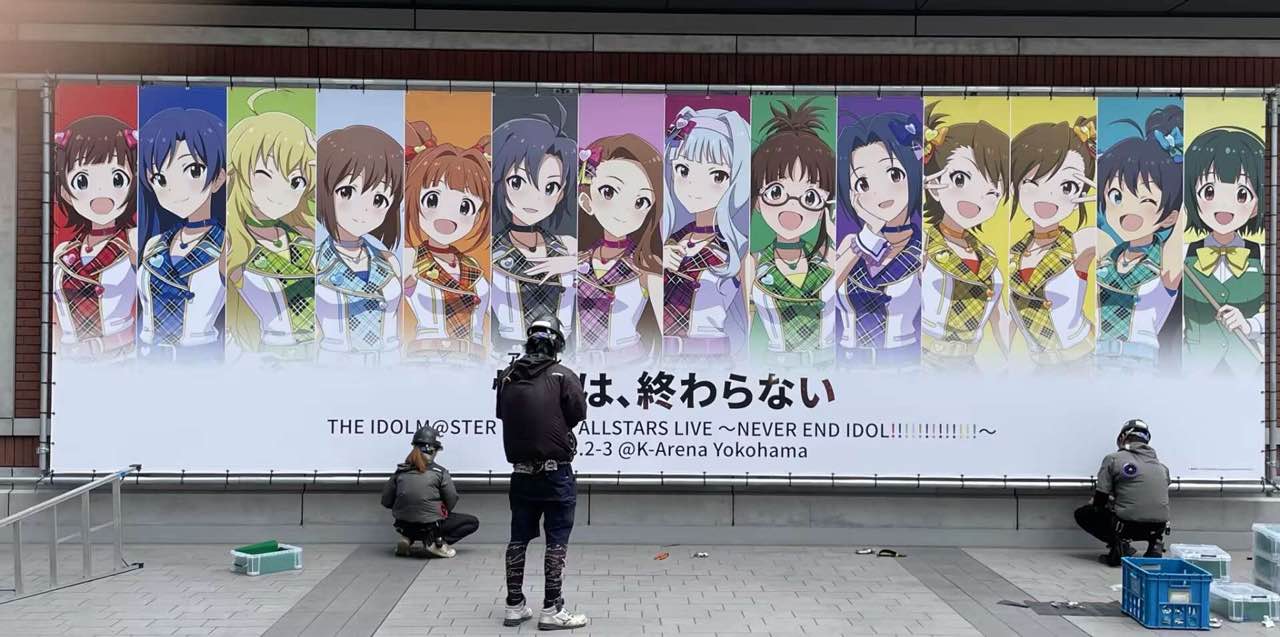 は、終わらない
THE IDOLM@STER ALLSTARS LIVE ～NEVER END IDOL!!!!!!!!!!!!!!～
.2-3 @K-Arena Yokohama